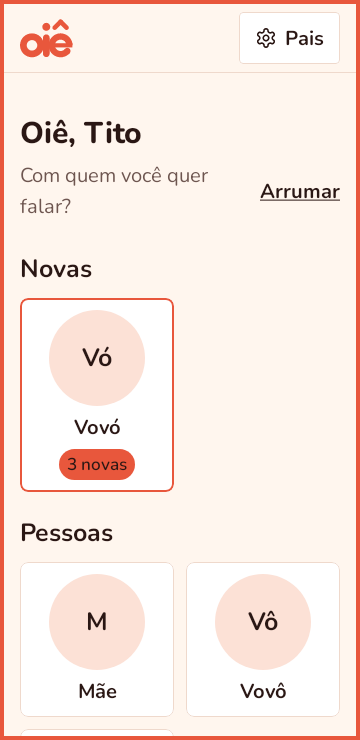 oiê
Pais
Oiê, Tito
Com quem você quer
falar?
Arrumar
Novas
Vó
Vovó
3 novas
Pessoas
M
Vô
Mãe
Vovô